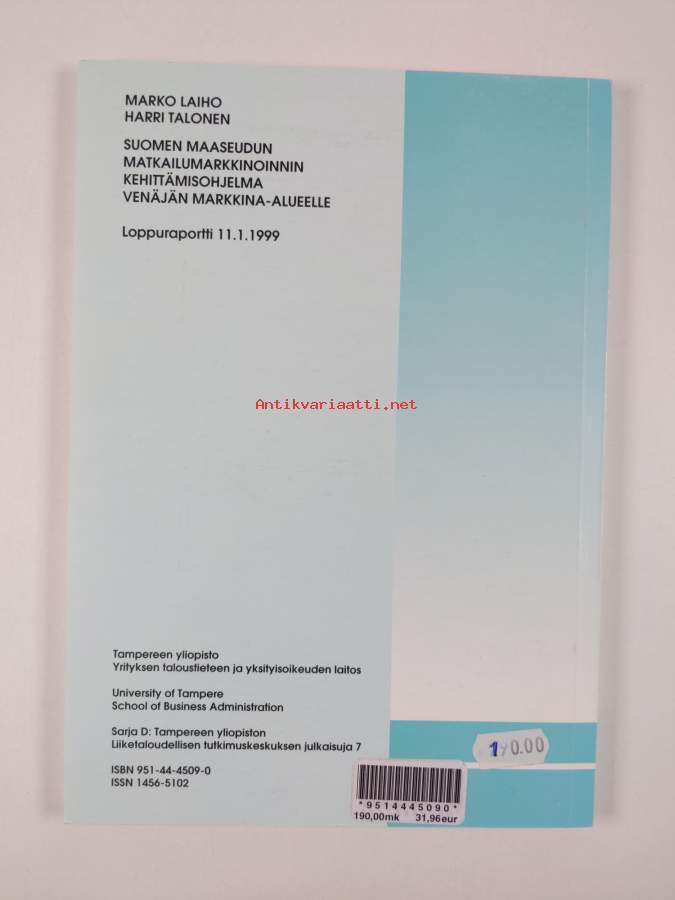 MARKO LAIHO
HARRI TALONEN
SUOMEN MAASEUDUN
MATKAILUMARKKINOINNIN
KEHITTÄMISOHJELMA
VENÄJÄN MARKKINA-ALUEELLE
Loppuraportti 11.1.1999
Antikvariaatti.net
Tampereen yliopisto
Yrityksen taloustieteen ja yksityisoikeuden laitos
University of Tampere
School of Business Administration
Sarja D: Tampereen yliopiston
Liiketaloudellisen tutkimuskeskuksen julkaisuja 7
ISBN 951-44-4509-0
ISSN 1456-5102
190.00
*9514445090*
190,00mk 31,96eur